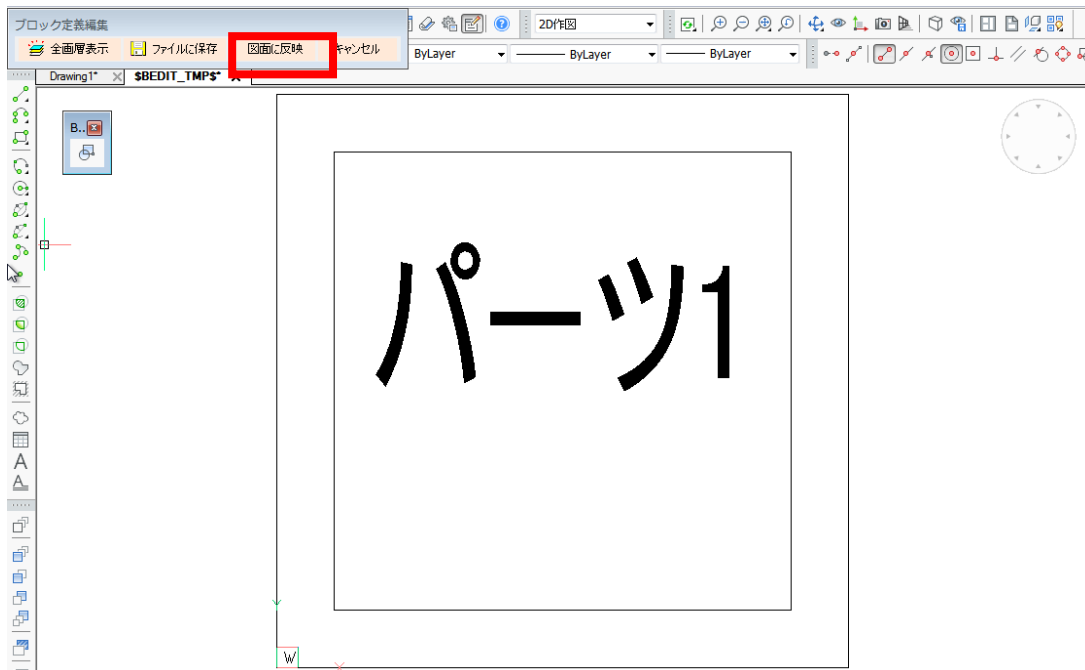 ブロック定義編集
全画層表示 ファイルに保存 図面に反映 キャンセル
2D作図
ByLayer ByLayer ByLayer
Drawing1* $BEDIT_TMP$*
B..
パーツ1
A
A
W